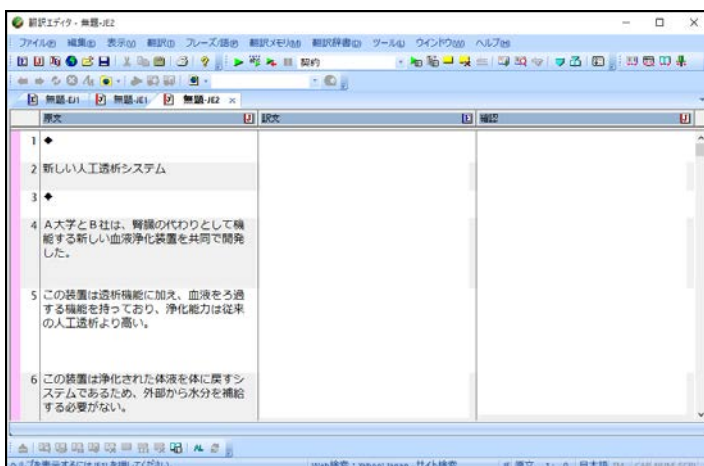 翻訳エディタ - 無題-JE2
ファイル(F) 編集(E) 表示(V) 翻訳(T) フレーズ/語(P) 翻訳メモリ(M) 翻訳辞書(D) ツール(L) ウインドウ(W) ヘルプ(H)
契約
無題-EJ1 無題-JE1 無題-JE2 ×
原文 J 訳文 E 確認 J
1 ◆
2 新しい人工透析システム
3 ◆
4 A大学とB社は、腎臓の代わりとして機
能する新しい血液浄化装置を共同で開発
した。
5 この装置は透析機能に加え、血液をろ過
する機能を持っており、浄化能力は従来
の人工透析より高い。
6 この装置は浄化された体液を体に戻すシ
ステムであるため、外部から水分を補給
する必要がない。